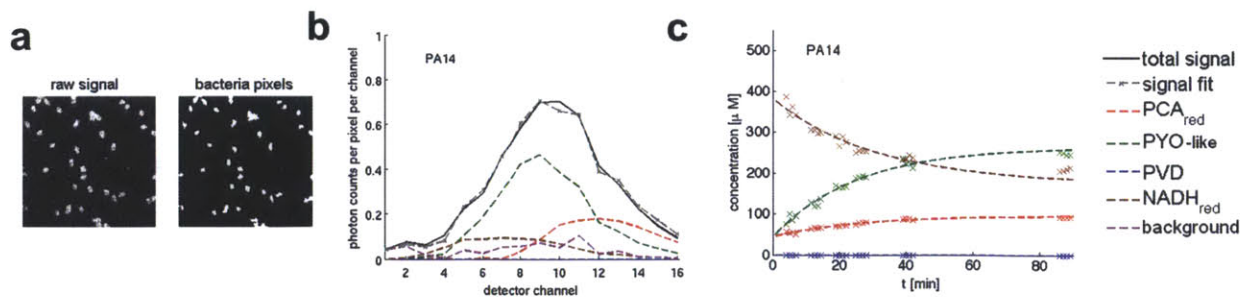 a
raw signal
bacteria pixels
b
PA14
photon counts per pixel per channel
1
0.8
0.6
0.4
0.2
0
2 4 6 8 10 12 14 16
detector channel
c
PA14
concentration [μ M]
500
400
300
200
100
0
0 20 40 60 80
t [min]
total signal
signal fit
PCAred
PYO-like
PVD
NADHred
background